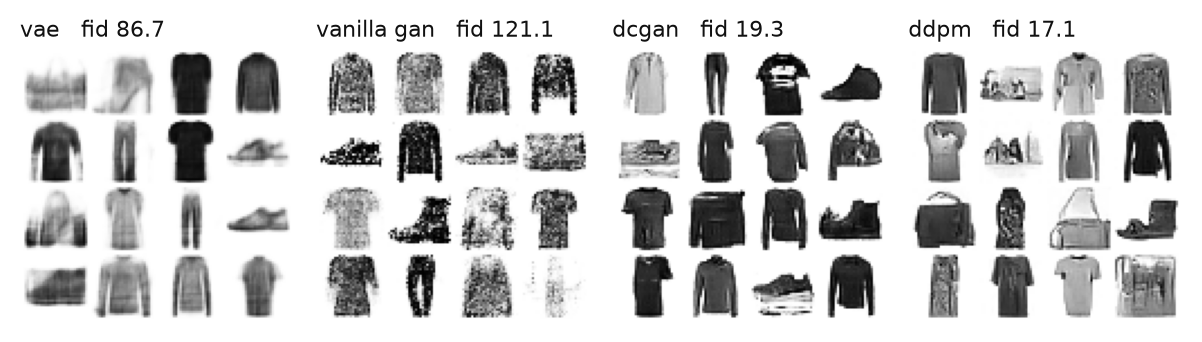 vae fid 86.7
vanilla gan fid 121.1
dcgan fid 19.3
ddpm fid 17.1